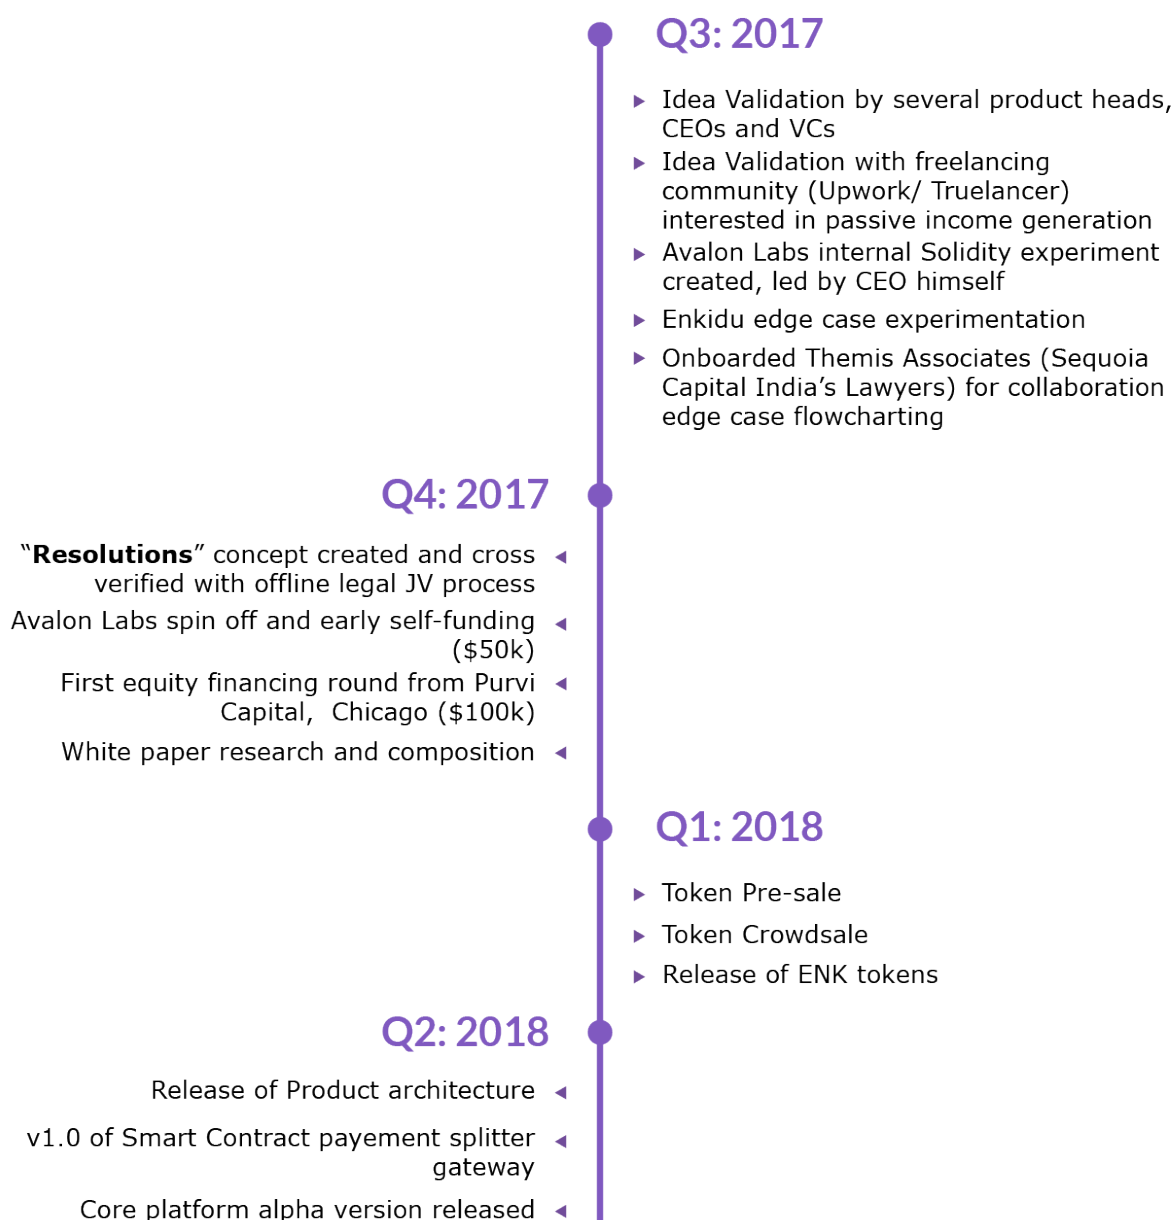 Q3: 2017
Idea Validation by several product heads,
CEOs and VCs
Idea Validation with freelancing
community (Upwork/ Truelancer)
interested in passive income generation
Avalon Labs internal Solidity experiment
created, led by CEO himself
Enkidu edge case experimentation
Onboarded Themis Associates (Sequoia
Capital India’s Lawyers) for collaboration
edge case flowcharting
Q4: 2017
“Resolutions” concept created and cross
verified with offline legal JV process
Avalon Labs spin off and early self-funding
($50k)
First equity financing round from Purvi
Capital,  Chicago ($100k)
White paper research and composition
Q1: 2018
Token Pre-sale
Token Crowdsale
Release of ENK tokens
Q2: 2018
Release of Product architecture
v1.0 of Smart Contract payement splitter
gateway
Core platform alpha version released